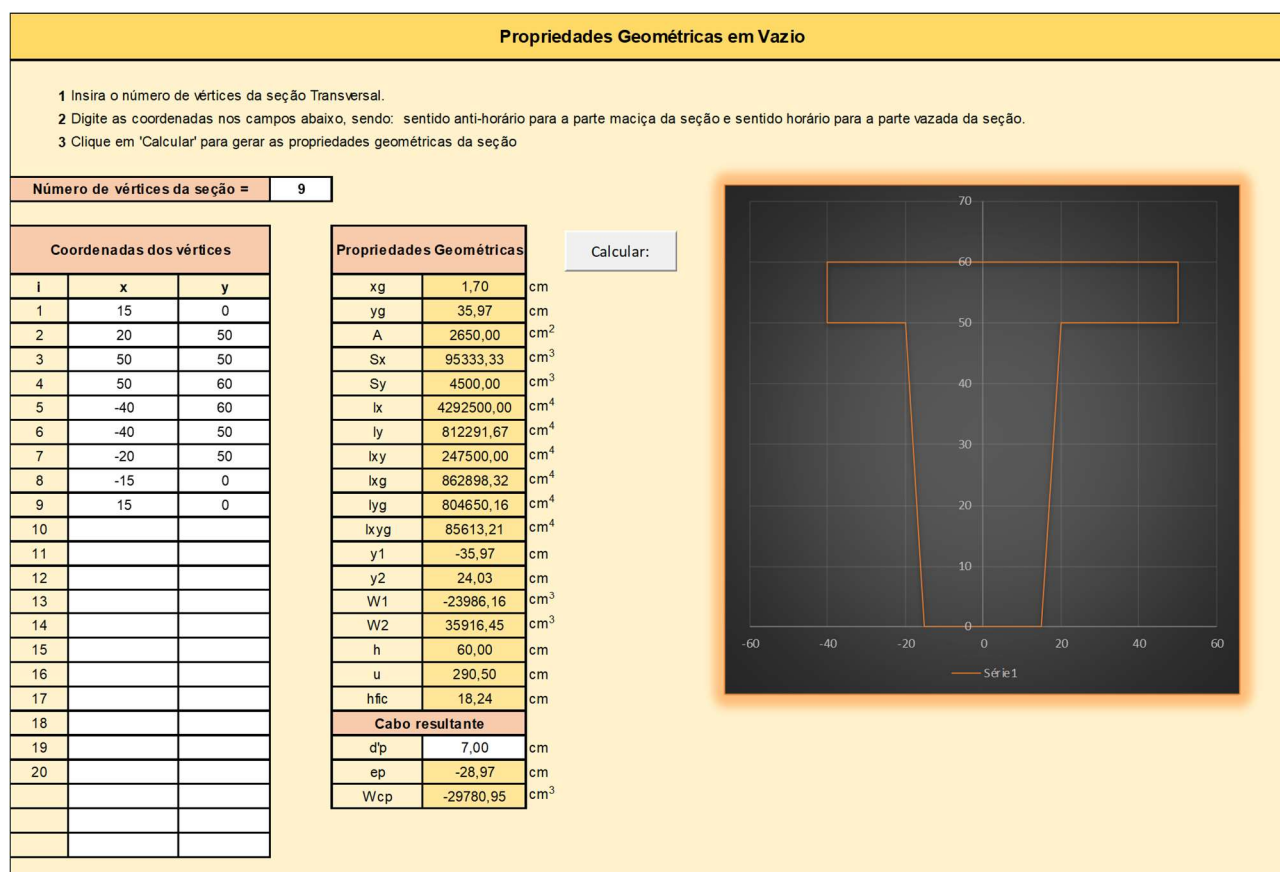 Propriedades Geométricas em Vazio
1 Insira o número de vértices da seção Transversal.
2 Digite as coordenadas nos campos abaixo, sendo: sentido anti-horário para a parte maciça da seção e sentido horário para a parte vazada da seção.
3 Clique em 'Calcular' para gerar as propriedades geométricas da seção
Número de vértices da seção = 9
Coordenadas dos vértices
i x y
1 15 0
2 20 50
3 50 50
4 50 60
5 -40 60
6 -40 50
7 -20 50
8 -15 0
9 15 0
10
11
12
13
14
15
16
17
18
19
20
Propriedades Geométricas
xg 1,70 cm
yg 35,97 cm
A 2650,00 cm²
Sx 95333,33 cm³
Sy 4500,00 cm³
Ix 4292500,00 cm⁴
Iy 812291,67 cm⁴
Ixy 247500,00 cm⁴
Ixg 862898,32 cm⁴
Iyg 804650,16 cm⁴
Ixyg 85613,21 cm⁴
y1 -35,97 cm
y2 24,03 cm
W1 -23986,16 cm³
W2 35916,45 cm³
h 60,00 cm
u 290,50 cm
hfic 18,24 cm
Cabo resultante
d'p 7,00 cm
ep -28,97 cm
Wcp -29780,95 cm³
Calcular:
70
60
50
40
30
20
10
0
-60 -40 -20 0 20 40 60
Série1